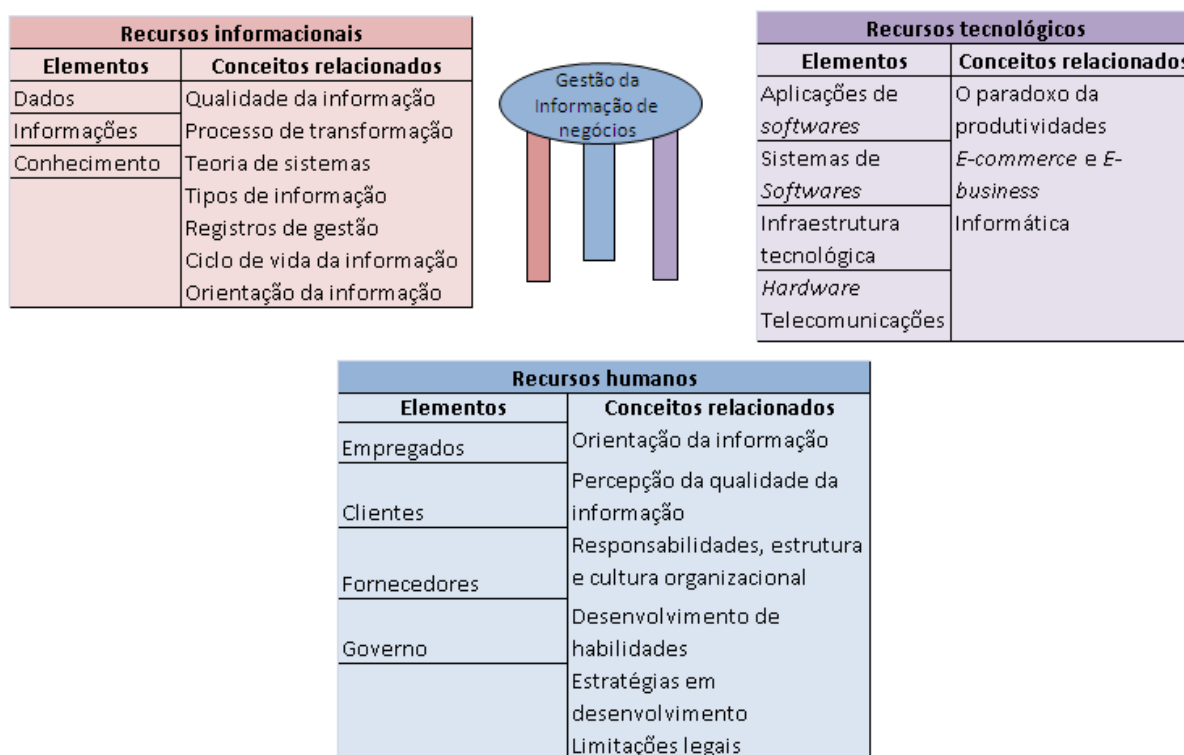 Recursos informacionais
Elementos
Conceitos relacionados
Dados
Informações
Conhecimento
Qualidade da informação
Processo de transformação
Teoria de sistemas
Tipos de informação
Registros de gestão
Ciclo de vida da informação
Orientação da informação
Gestão da
Informação de
negócios
Recursos tecnológicos
Elementos
Conceitos relacionados
Aplicações de
softwares
Sistemas de
Softwares
Infraestrutura
tecnológica
Hardware
Telecomunicações
O paradoxo da
produtividades
E-commerce e E-
business
Informática
Recursos humanos
Elementos
Conceitos relacionados
Empregados
Clientes
Fornecedores
Governo
Orientação da informação
Percepção da qualidade da
informação
Responsabilidades, estrutura
e cultura organizacional
Desenvolvimento de
habilidades
Estratégias em
desenvolvimento
Limitações legais